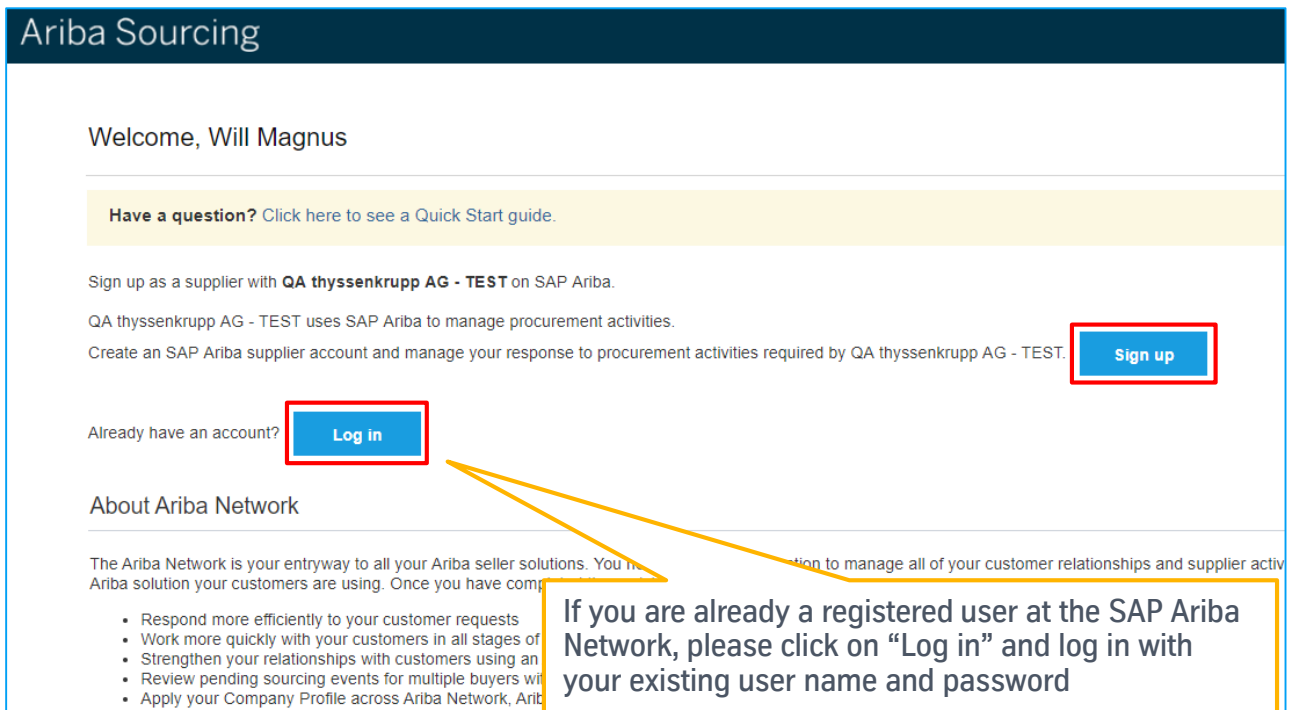 Ariba Sourcing
Welcome, Will Magnus
Have a question? Click here to see a Quick Start guide.
Sign up as a supplier with QA thyssenkrupp AG - TEST on SAP Ariba.
QA thyssenkrupp AG - TEST uses SAP Ariba to manage procurement activities.
Create an SAP Ariba supplier account and manage your response to procurement activities required by QA thyssenkrupp AG - TEST. Sign up
Already have an account? Log in
About Ariba Network
The Ariba Network is your entryway to all your Ariba seller solutions. You to manage all of your customer relationships and supplier
Ariba solution your customers are using. Once you have
• Respond more efficiently to your customer requests
• Work more quickly with your customers in all stages of
• Strengthen your relationships with customers using an
• Review pending sourcing events for multiple buyers
• Apply your Company Profile across Ariba Network,
If you are already a registered user at the SAP Ariba
Network, please click on “Log in” and log in with
your existing user name and password